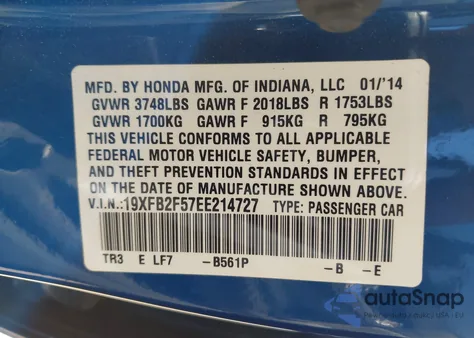 MFD. BY HONDA MFG. OF INDIANA, LLC 01/'14
GVWR 3748LBS GAWR F 2018LBS R 1753LBS
GVWR 1700KG GAWR F 915KG R 795KG
THIS VEHICLE CONFORMS TO ALL APPLICABLE
FEDERAL MOTOR VEHICLE SAFETY, BUMPER,
AND THEFT PREVENTION STANDARDS IN EFFECT
ON THE DATE OF MANUFACTURE SHOWN ABOVE.
V.I.N.:19XFB2F57EE214727 TYPE: PASSENGER CAR
TR3 E LF7 –B561P –B –E
autoSnap